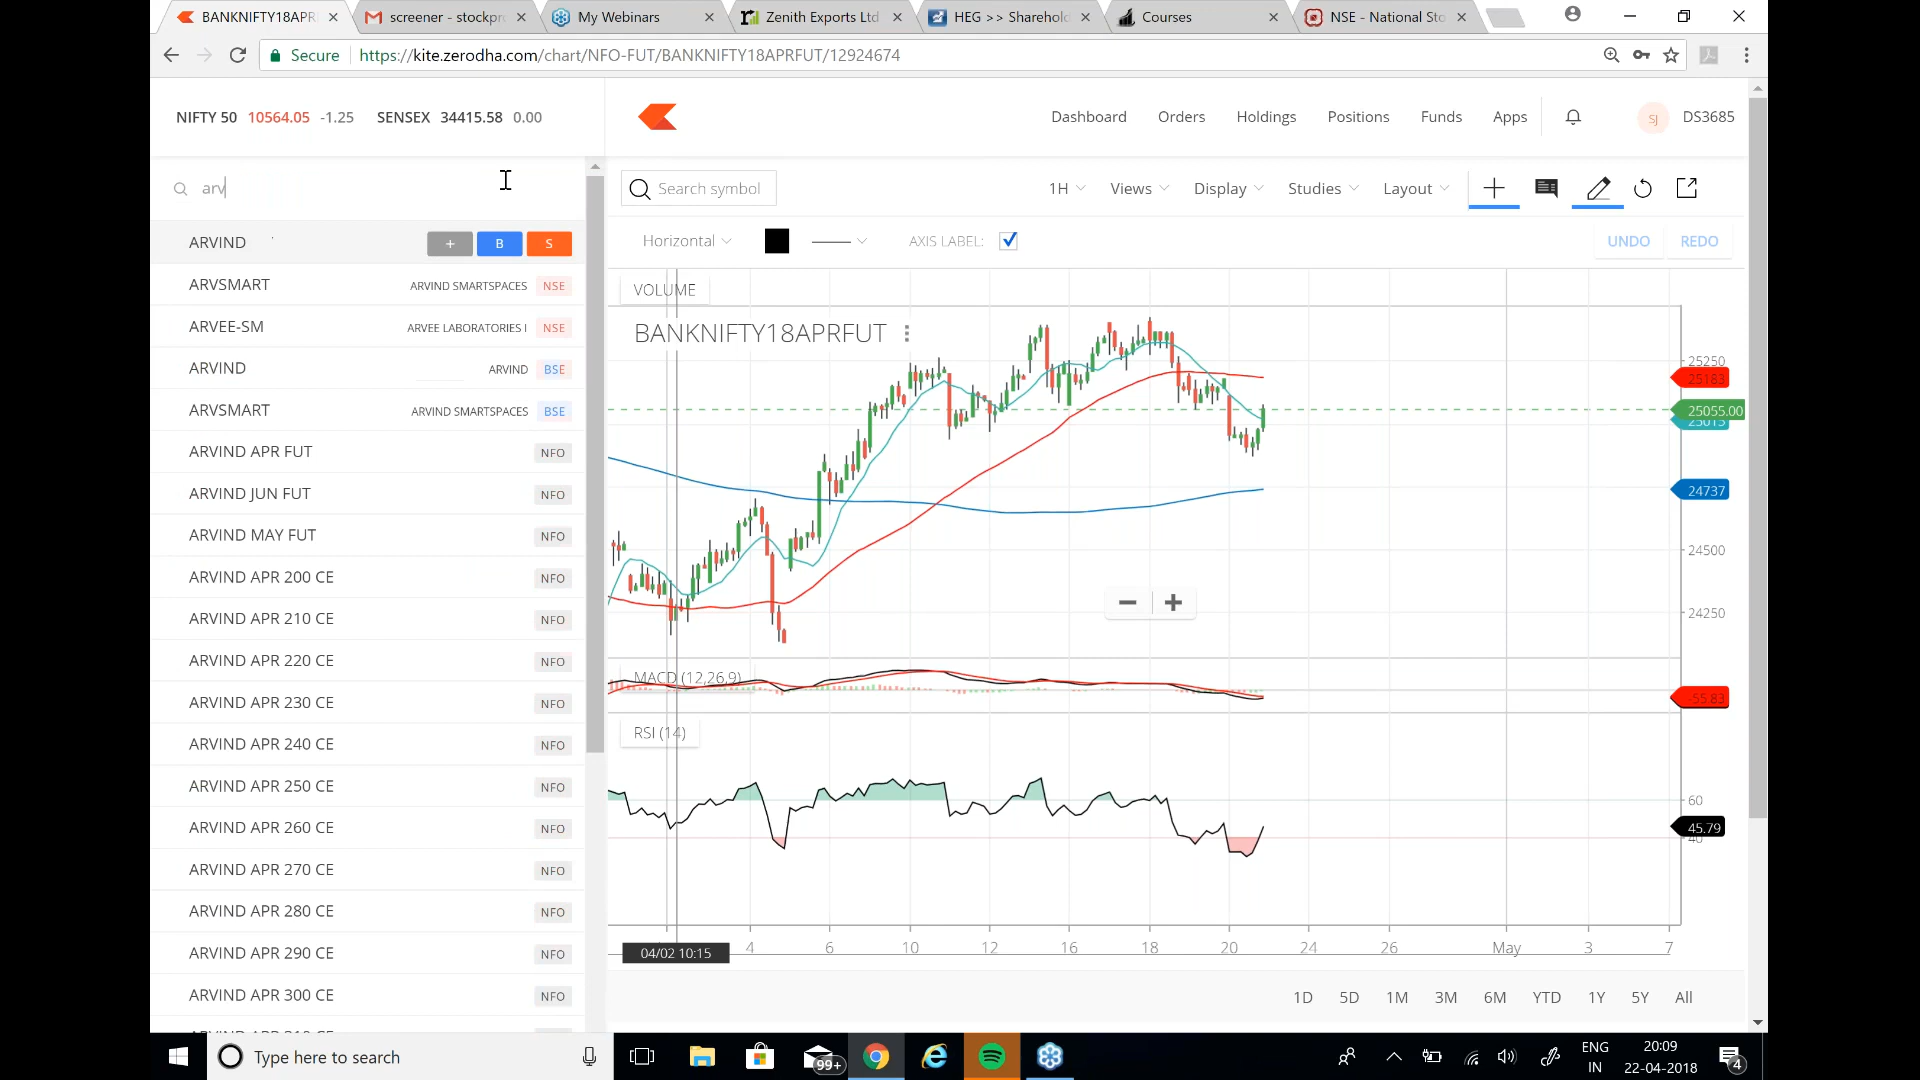 BANKNIFTY18APR
screener - stockpro
My Webinars
Zenith Exports Ltd
HEG >> Sharehold
Courses
NSE - National Sto
Secure
https://kite.zerodha.com/chart/NFO-FUT/BANKNIFTY18APRFUT/12924674
NIFTY 50 10564.05 -1.25 SENSEX 34415.58 0.00
Dashboard Orders Holdings Positions Funds Apps SJ DS3685
arv
Search symbol 1H Views Display Studies Layout
Horizontal AXIS LABEL: UNDO REDO
ARVIND + B S
ARVSMART ARVIND SMARTSPACES NSE
ARVEE-SM ARVEE LABORATORIES I NSE
ARVIND ARVIND BSE
ARVSMART ARVIND SMARTSPACES BSE
ARVIND APR FUT NFO
ARVIND JUN FUT NFO
ARVIND MAY FUT NFO
ARVIND APR 200 CE NFO
ARVIND APR 210 CE NFO
ARVIND APR 220 CE NFO
ARVIND APR 230 CE NFO
ARVIND APR 240 CE NFO
ARVIND APR 250 CE NFO
ARVIND APR 260 CE NFO
ARVIND APR 270 CE NFO
ARVIND APR 280 CE NFO
ARVIND APR 290 CE NFO
ARVIND APR 300 CE NFO
VOLUME
BANKNIFTY18APRFUT
25250
25183
25055.00
25015
24737
24500
24250
MACD (12,26,9)
-55.83
RSI (14)
60
45.79
40
04/02 10:15 4 6 10 12 16 18 20 24 26 May 3 7
1D 5D 1M 3M 6M YTD 1Y 5Y All
Type here to search
99+
ENG
IN
20:09
22-04-2018
4